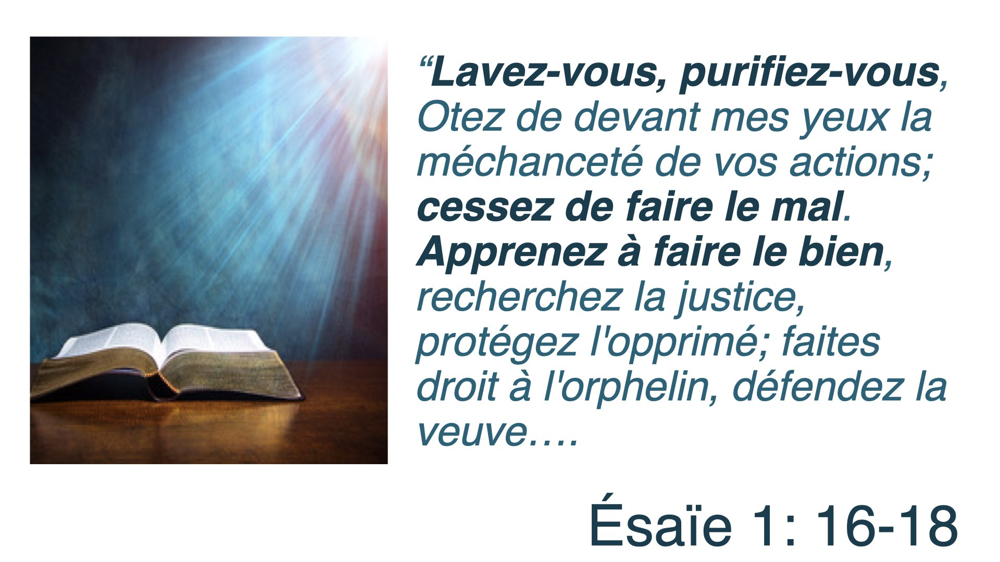 “Lavez-vous, purifiez-vous,
Otez de devant mes yeux la
méchanceté de vos actions;
cessez de faire le mal.
Apprenez à faire le bien,
recherchez la justice,
protégez l'opprimé; faites
droit à l'orphelin, défendez la
veuve….
Ésaïe 1: 16-18